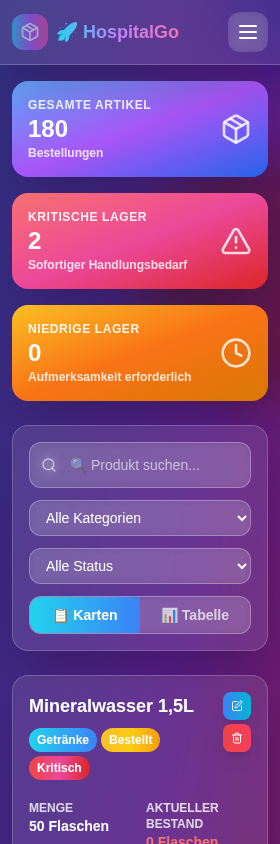 🚀 HospitalGo
GESAMTE ARTIKEL
180
Bestellungen
KRITISCHE LAGER
2
Sofortiger Handlungsbedarf
NIEDRIGE LAGER
0
Aufmerksamkeit erforderlich
🔍 Produkt suchen...
Alle Kategorien
Alle Status
📋 Karten 📊 Tabelle
Mineralwasser 1,5L
Getränke Bestellt
Kritisch
MENGE AKTUELLER
BESTAND
50 Flaschen 0 Flaschen